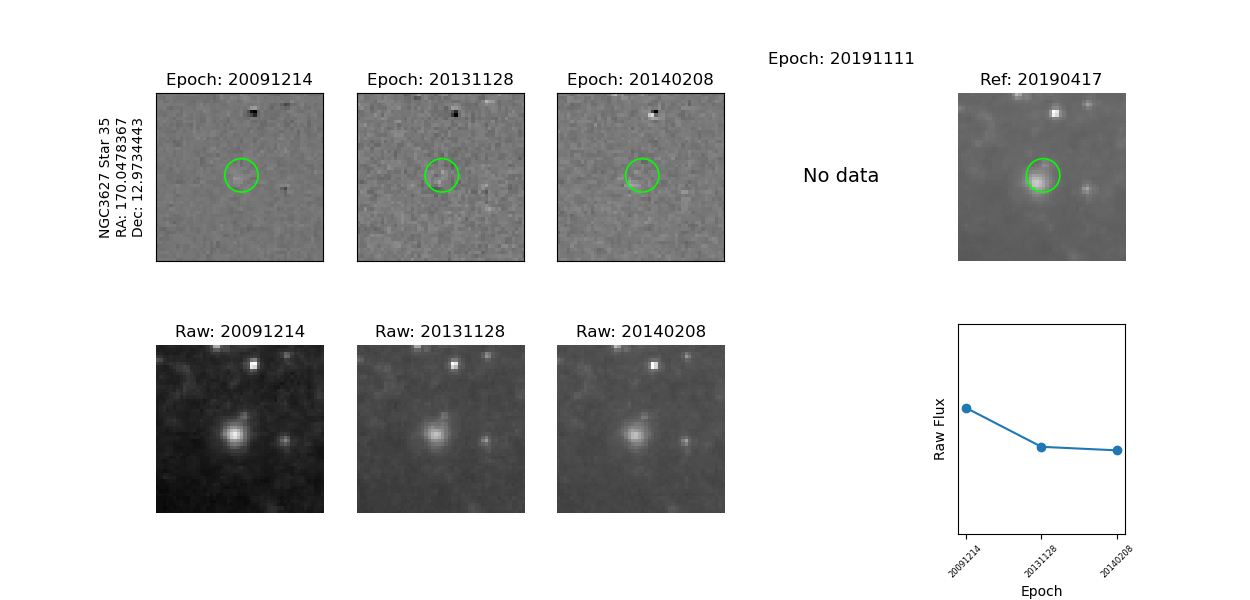 Epoch: 20191111
Epoch: 20091214
Epoch: 20131128
Epoch: 20140208
Ref: 20190417
NGC3627 Star 35
RA: 170.0478367
Dec: 12.9734443
No data
Raw: 20091214
Raw: 20131128
Raw: 20140208
Raw Flux
20091214
20131128
20140208
Epoch